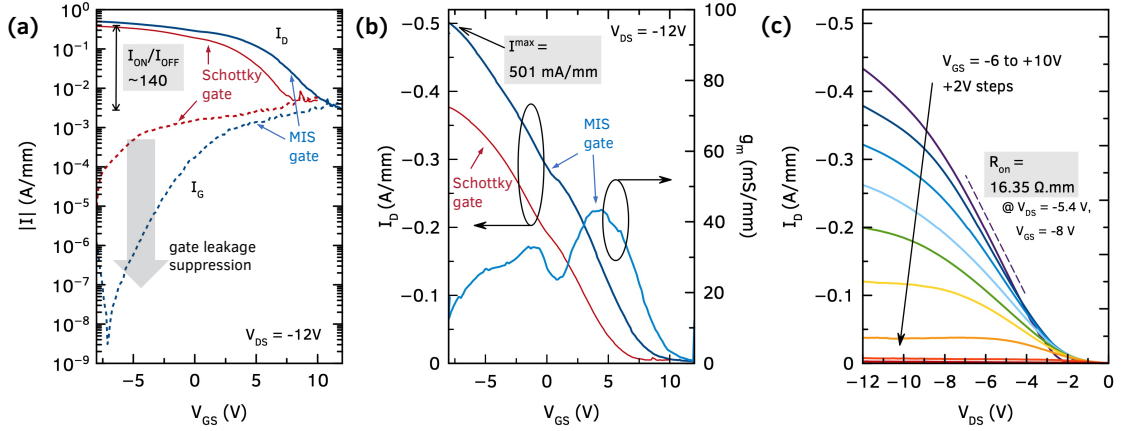 (a)
10¹
10⁰
10⁻¹
10⁻²
10⁻³
10⁻⁴
10⁻⁵
10⁻⁶
10⁻⁷
10⁻⁸
10⁻⁹
|I| (A/mm)
I_ON/I_OFF
~140
I_D
Schottky
gate
MIS
gate
I_G
gate leakage
suppression
V_DS = -12V
−5 0 5 10
V_GS (V)
(b)
−0.5
−0.4
−0.3
−0.2
−0.1
0
I_D (A/mm)
I^max =
501 mA/mm
V_DS = -12V
MIS
gate
Schottky
gate
100
80
60
40
20
0
g_m (mS/mm)
−5 0 5 10
V_GS (V)
(c)
−0.5
−0.4
−0.3
−0.2
−0.1
0
I_D (A/mm)
V_GS = -6 to +10V
+2V steps
R_on =
16.35 Ω.mm
@ V_DS = -5.4 V,
V_GS = -8 V
−12 −10 −8 −6 −4 −2 0
V_DS (V)